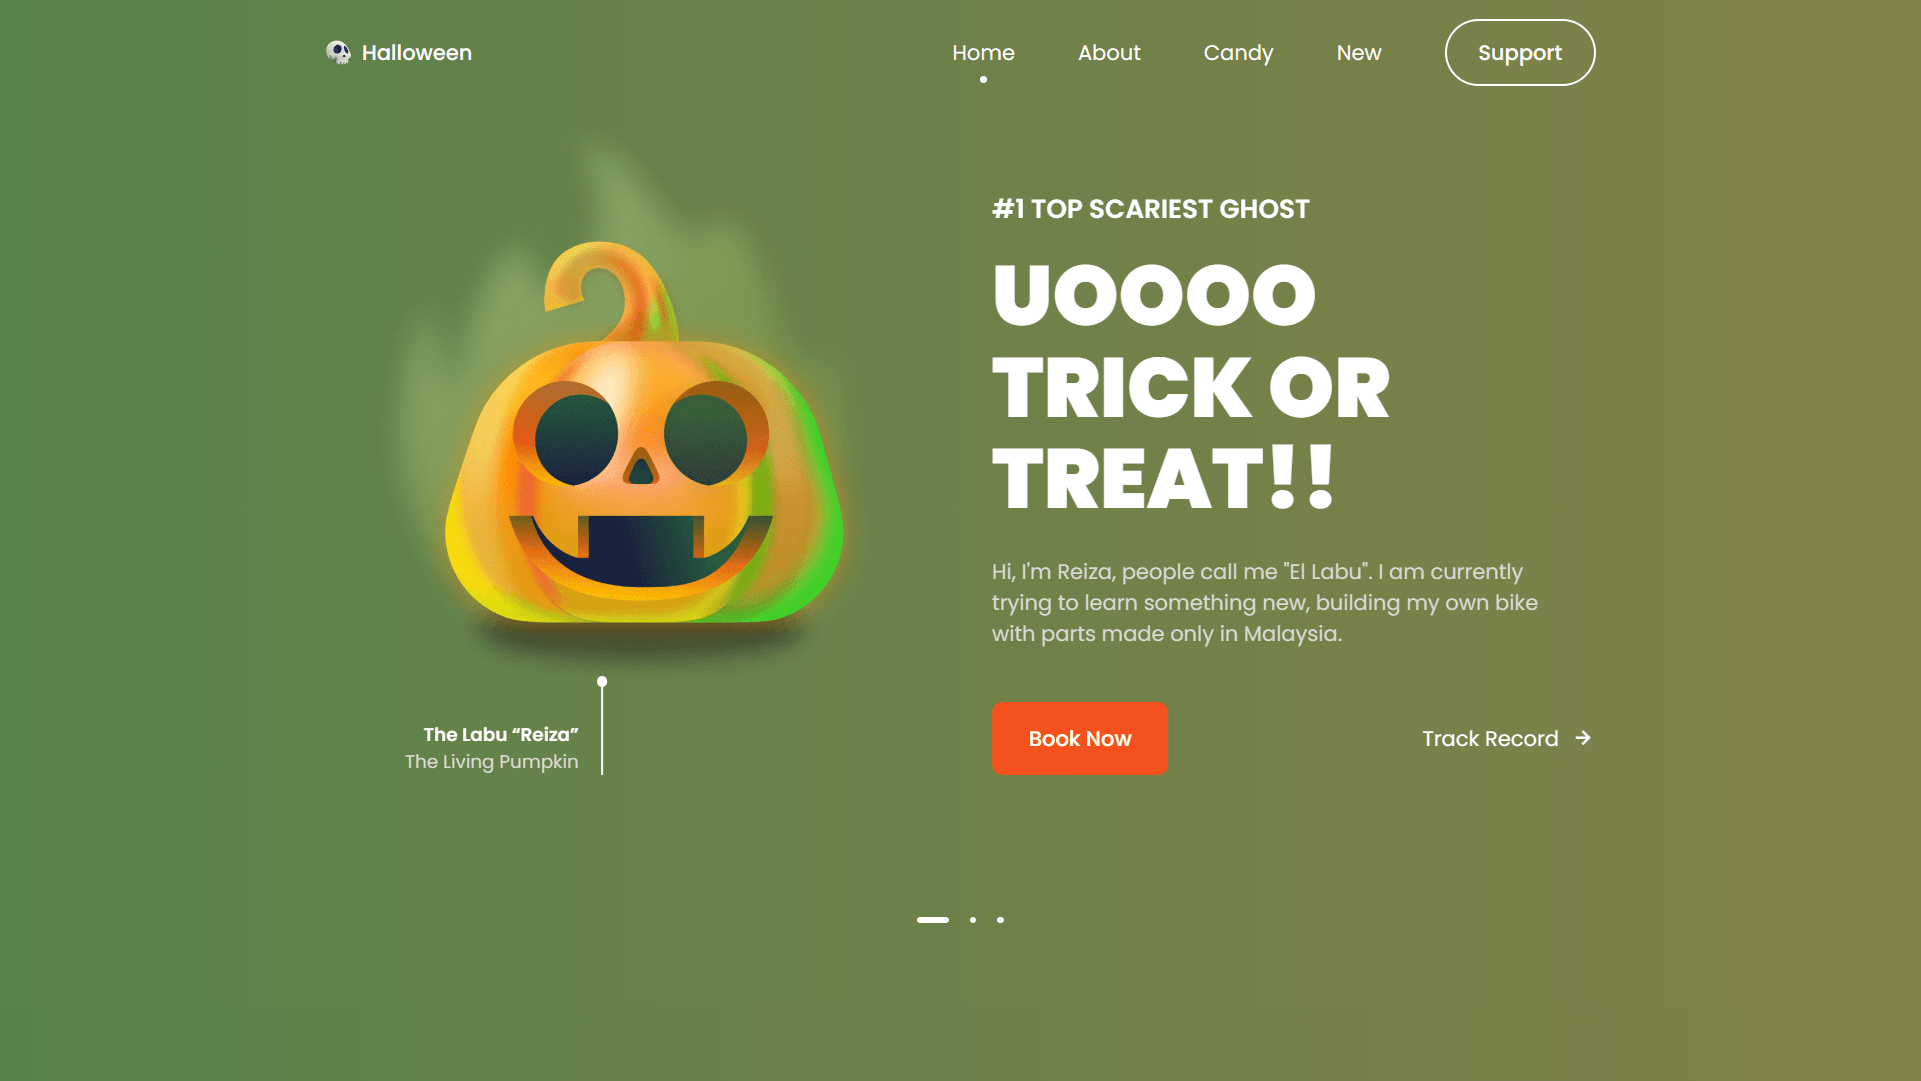 Halloween
Home
About
Candy
New
Support
#1 TOP SCARIEST GHOST
UOOOO
TRICK OR
TREAT!!
Hi, I'm Reiza, people call me "El Labu". I am currently
trying to learn something new, building my own bike
with parts made only in Malaysia.
Book Now
Track Record
The Labu “Reiza”
The Living Pumpkin